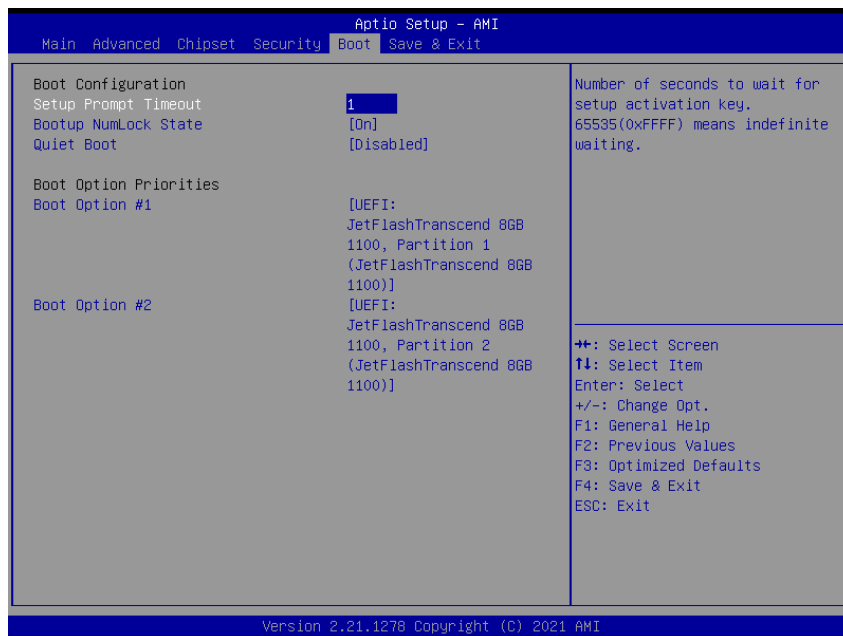 Aptio Setup - AMI
Main Advanced Chipset Security Boot Save & Exit
Boot Configuration
Setup Prompt Timeout 1
Bootup NumLock State [On]
Quiet Boot [Disabled]
Boot Option Priorities
Boot Option #1 [UEFI:
JetFlashTranscend 8GB
1100, Partition 1
(JetFlashTranscend 8GB
1100)]
Boot Option #2 [UEFI:
JetFlashTranscend 8GB
1100, Partition 2
(JetFlashTranscend 8GB
1100)]
Number of seconds to wait for
setup activation key.
65535(0xFFFF) means indefinite
waiting.
→←: Select Screen
↑↓: Select Item
Enter: Select
+/-: Change Opt.
F1: General Help
F2: Previous Values
F3: Optimized Defaults
F4: Save & Exit
ESC: Exit
Version 2.21.1278 Copyright (C) 2021 AMI